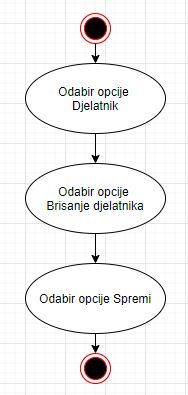 Odabir opcije
Djelatnik
Odabir opcije
Brisanje djelatnika
Odabir opcije Spremi